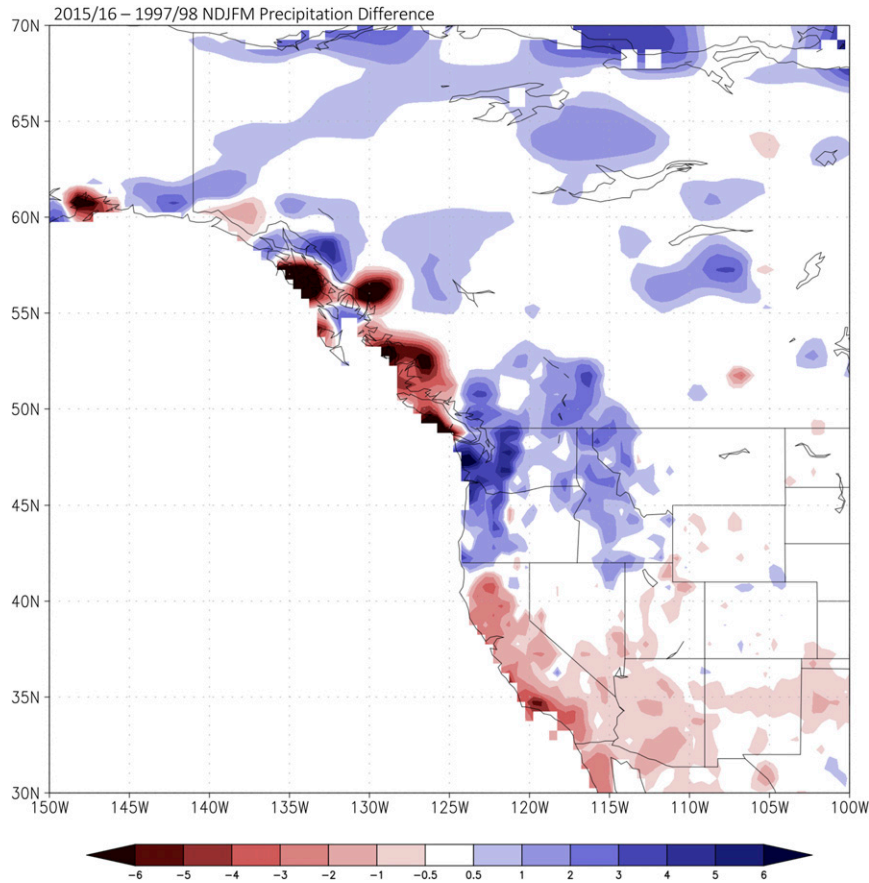 2015/16 – 1997/98 NDJFM Precipitation Difference
70N
65N
60N
55N
50N
45N
40N
35N
30N
150W 145W 140W 135W 130W 125W 120W 115W 110W 105W 100W
-6 -5 -4 -3 -2 -1 -0.5 0.5 1 2 3 4 5 6